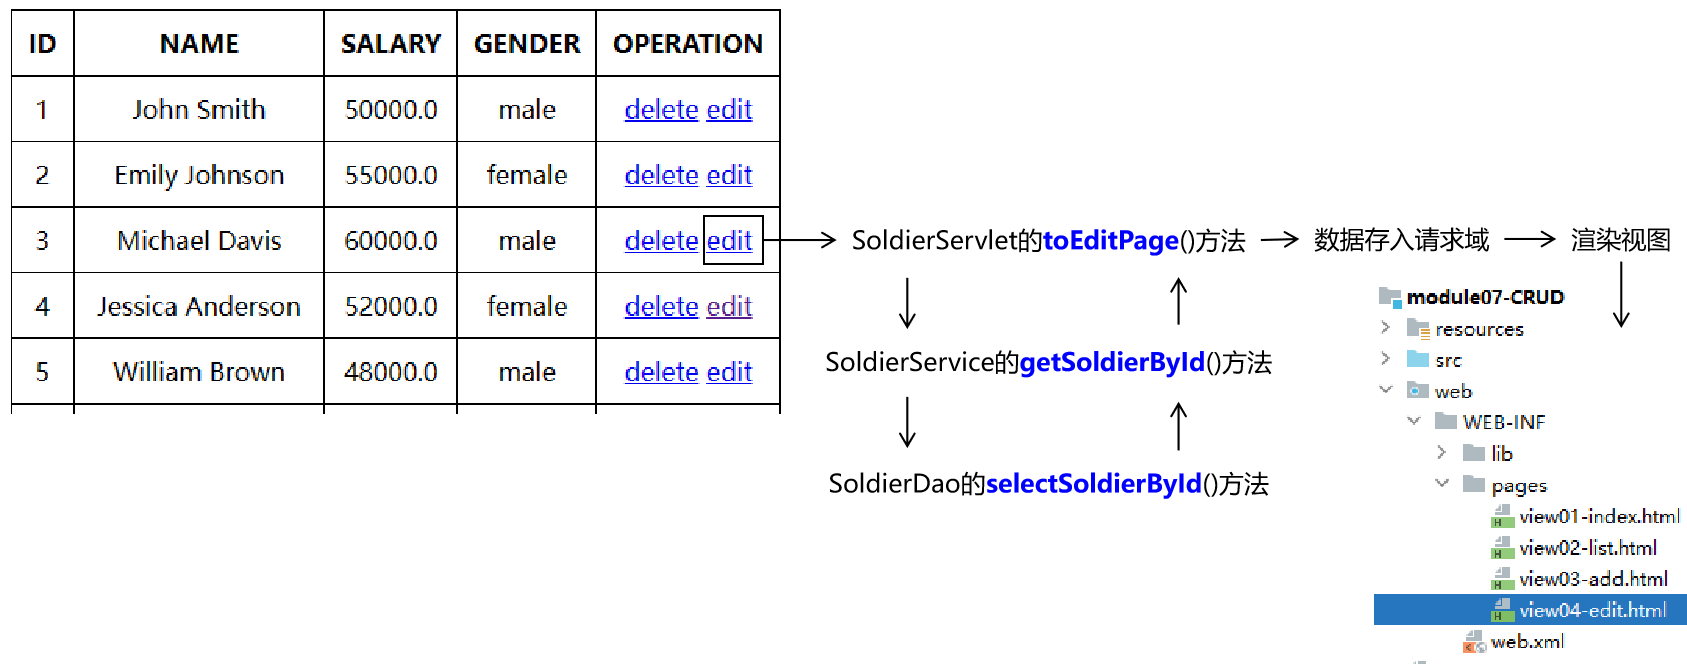 ID NAME SALARY GENDER OPERATION
1 John Smith 50000.0 male delete edit
2 Emily Johnson 55000.0 female delete edit
3 Michael Davis 60000.0 male delete edit
4 Jessica Anderson 52000.0 female delete edit
5 William Brown 48000.0 male delete edit
SoldierServlet的toEditPage()方法
数据存入请求域
渲染视图
SoldierService的getSoldierById()方法
SoldierDao的selectSoldierById()方法
module07-CRUD
resources
src
web
WEB-INF
lib
pages
view01-index.html
view02-list.html
view03-add.html
view04-edit.html
web.xml